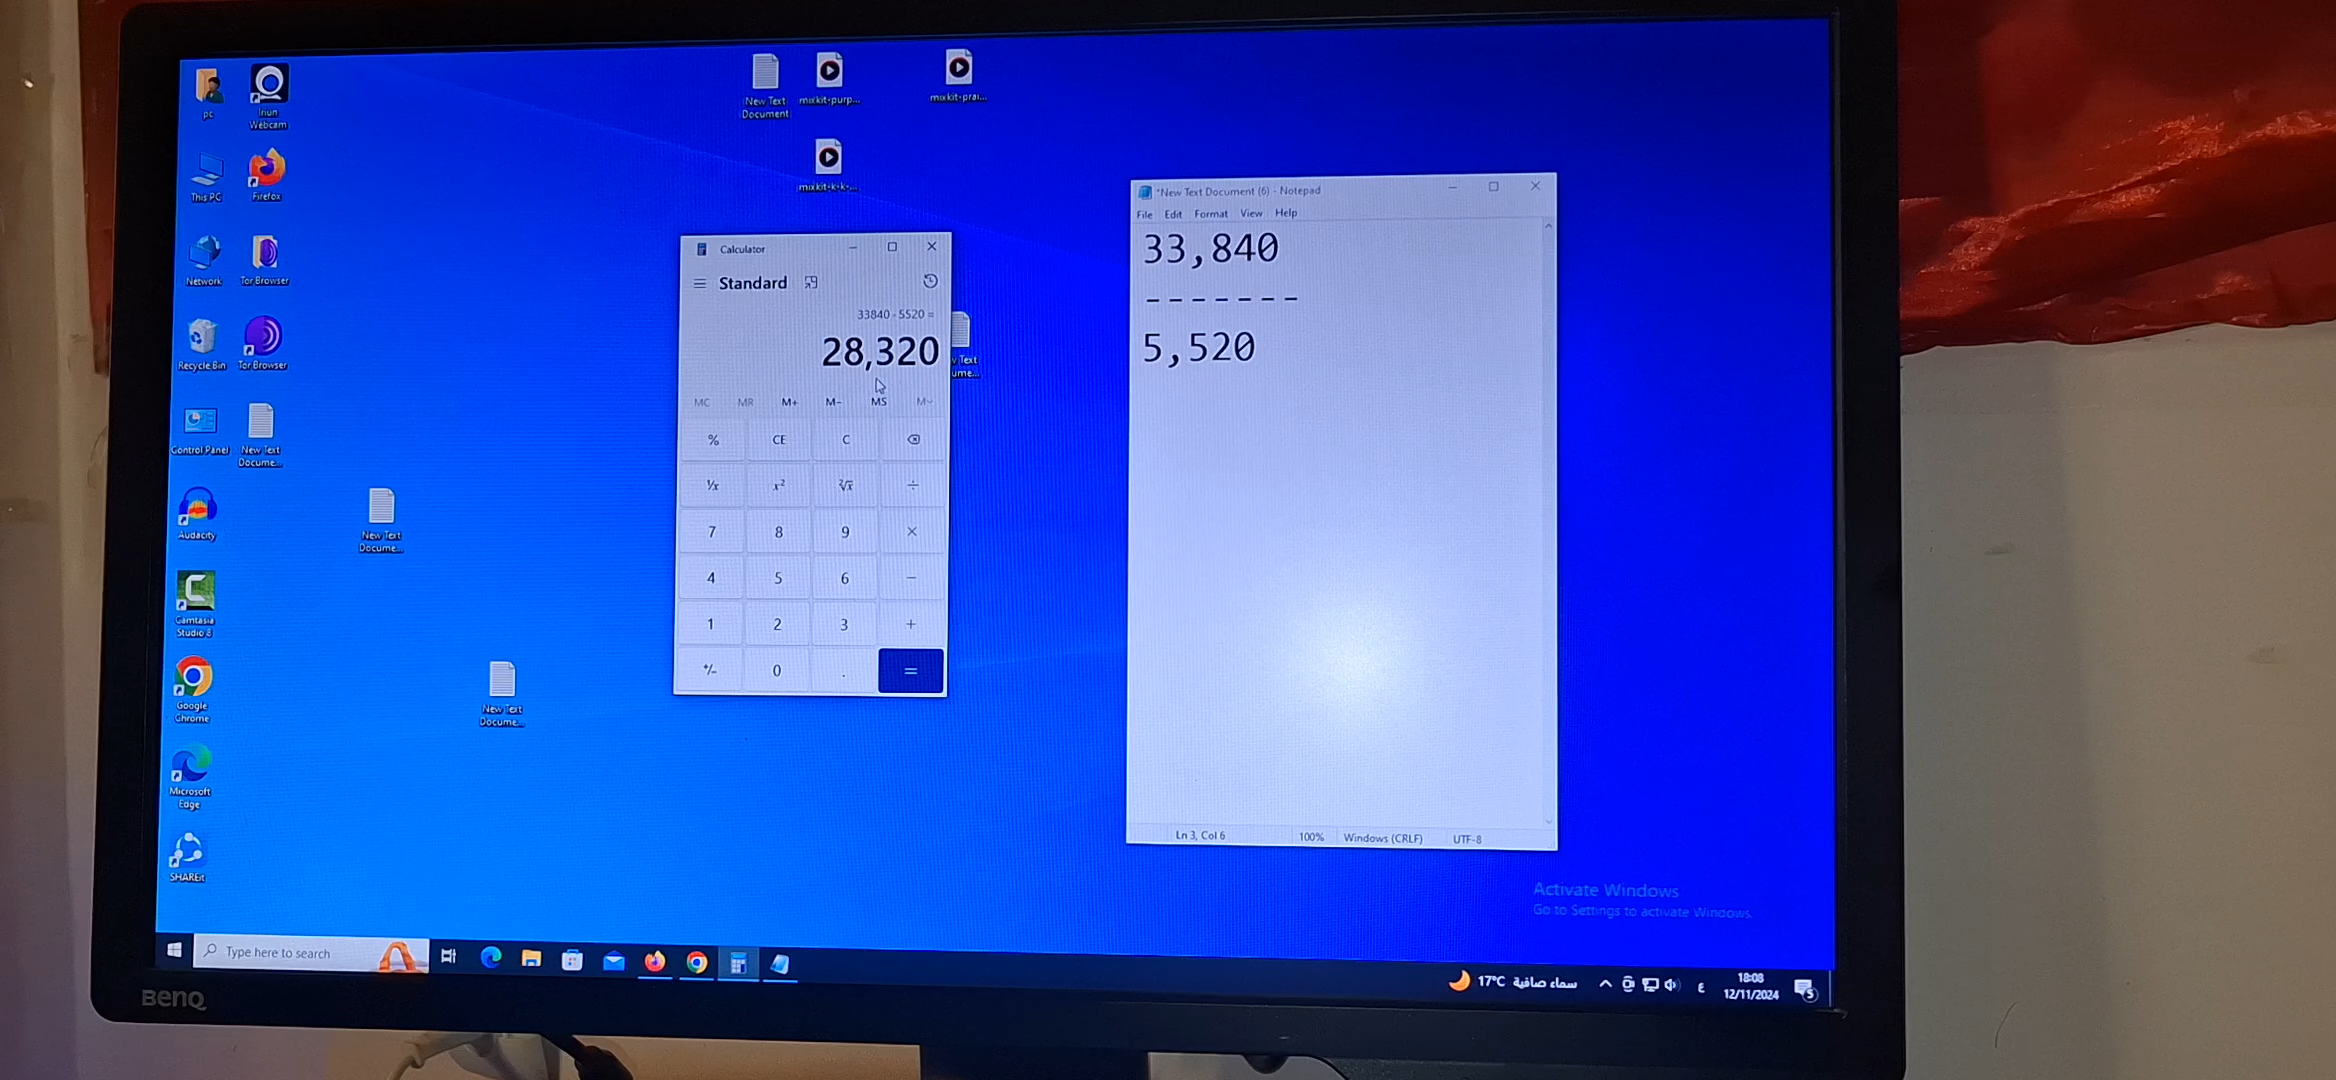 pc
Iriun
Webcam
This PC
Firefox
Network
Tor Browser
Recycle Bin
Tor Browser
Control Panel
New Text
Docume...
Audacity
New Text
Docume...
Camtasia
Studio 8
Google
Chrome
New Text
Docume...
Microsoft
Edge
SHAREit
New Text
Document
mixkit-purp...
mixkit-prai...
mixkit-k-k-...
Calculator
Standard
33840 - 5520 =
28,320
MC MR M+ M- MS M
% CE C
1/x x² ²√x ÷
7 8 9 ×
4 5 6 −
1 2 3 +
+/- 0 . =
Text
ume...
*New Text Document (6) - Notepad
File Edit Format View Help
33,840
-------
5,520
Ln 3, Col 6 100% Windows (CRLF) UTF-8
Activate Windows
Go to Settings to activate Windows.
Type here to search
17°C سماء صافية
ع
18:08
12/11/2024
5
BenQ